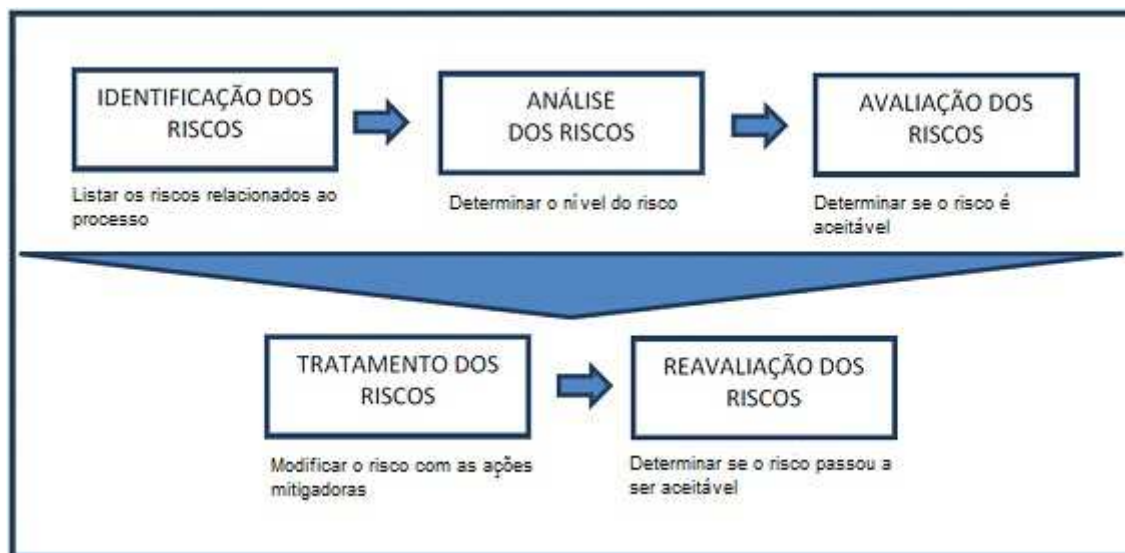 IDENTIFICAÇÃO DOS
RISCOS
Listar os riscos relacionados ao
processo
ANÁLISE
DOS RISCOS
Determinar o nível do risco
AVALIAÇÃO DOS
RISCOS
Determinar se o risco é
aceitável
TRATAMENTO DOS
RISCOS
Modificar o risco com as ações
mitigadoras
REAVALIAÇÃO DOS
RISCOS
Determinar se o risco passou a
ser aceitável